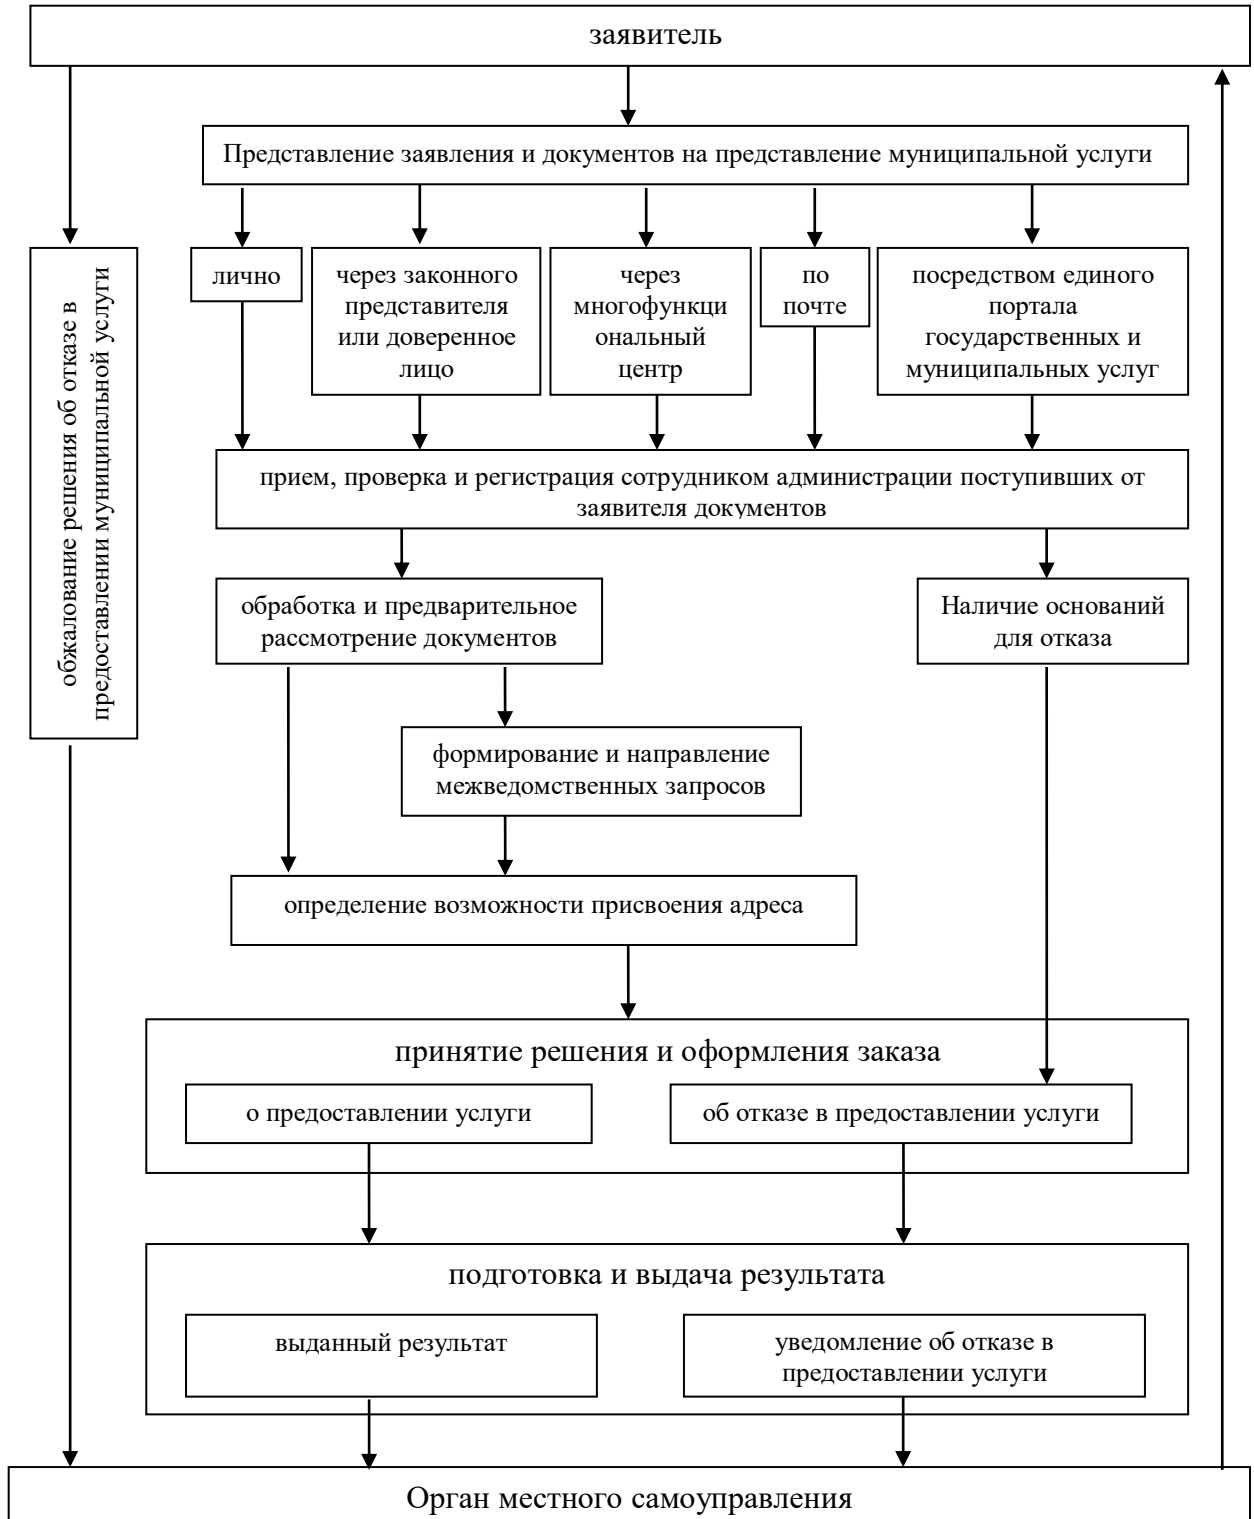 заявитель
Представление заявления и документов на представление муниципальной услуги
обжалование решения об отказе в
предоставлении муниципальной услуги
лично
через законного
представителя
или доверенное
лицо
через
многофункци
ональный
центр
по
почте
посредством единого
портала
государственных и
муниципальных услуг
прием, проверка и регистрация сотрудником администрации поступивших от
заявителя документов
обработка и предварительное
рассмотрение документов
Наличие оснований
для отказа
формирование и направление
межведомственных запросов
определение возможности присвоения адреса
принятие решения и оформления заказа
о предоставлении услуги
об отказе в предоставлении услуги
подготовка и выдача результата
выданный результат
уведомление об отказе в
предоставлении услуги
Орган местного самоуправления